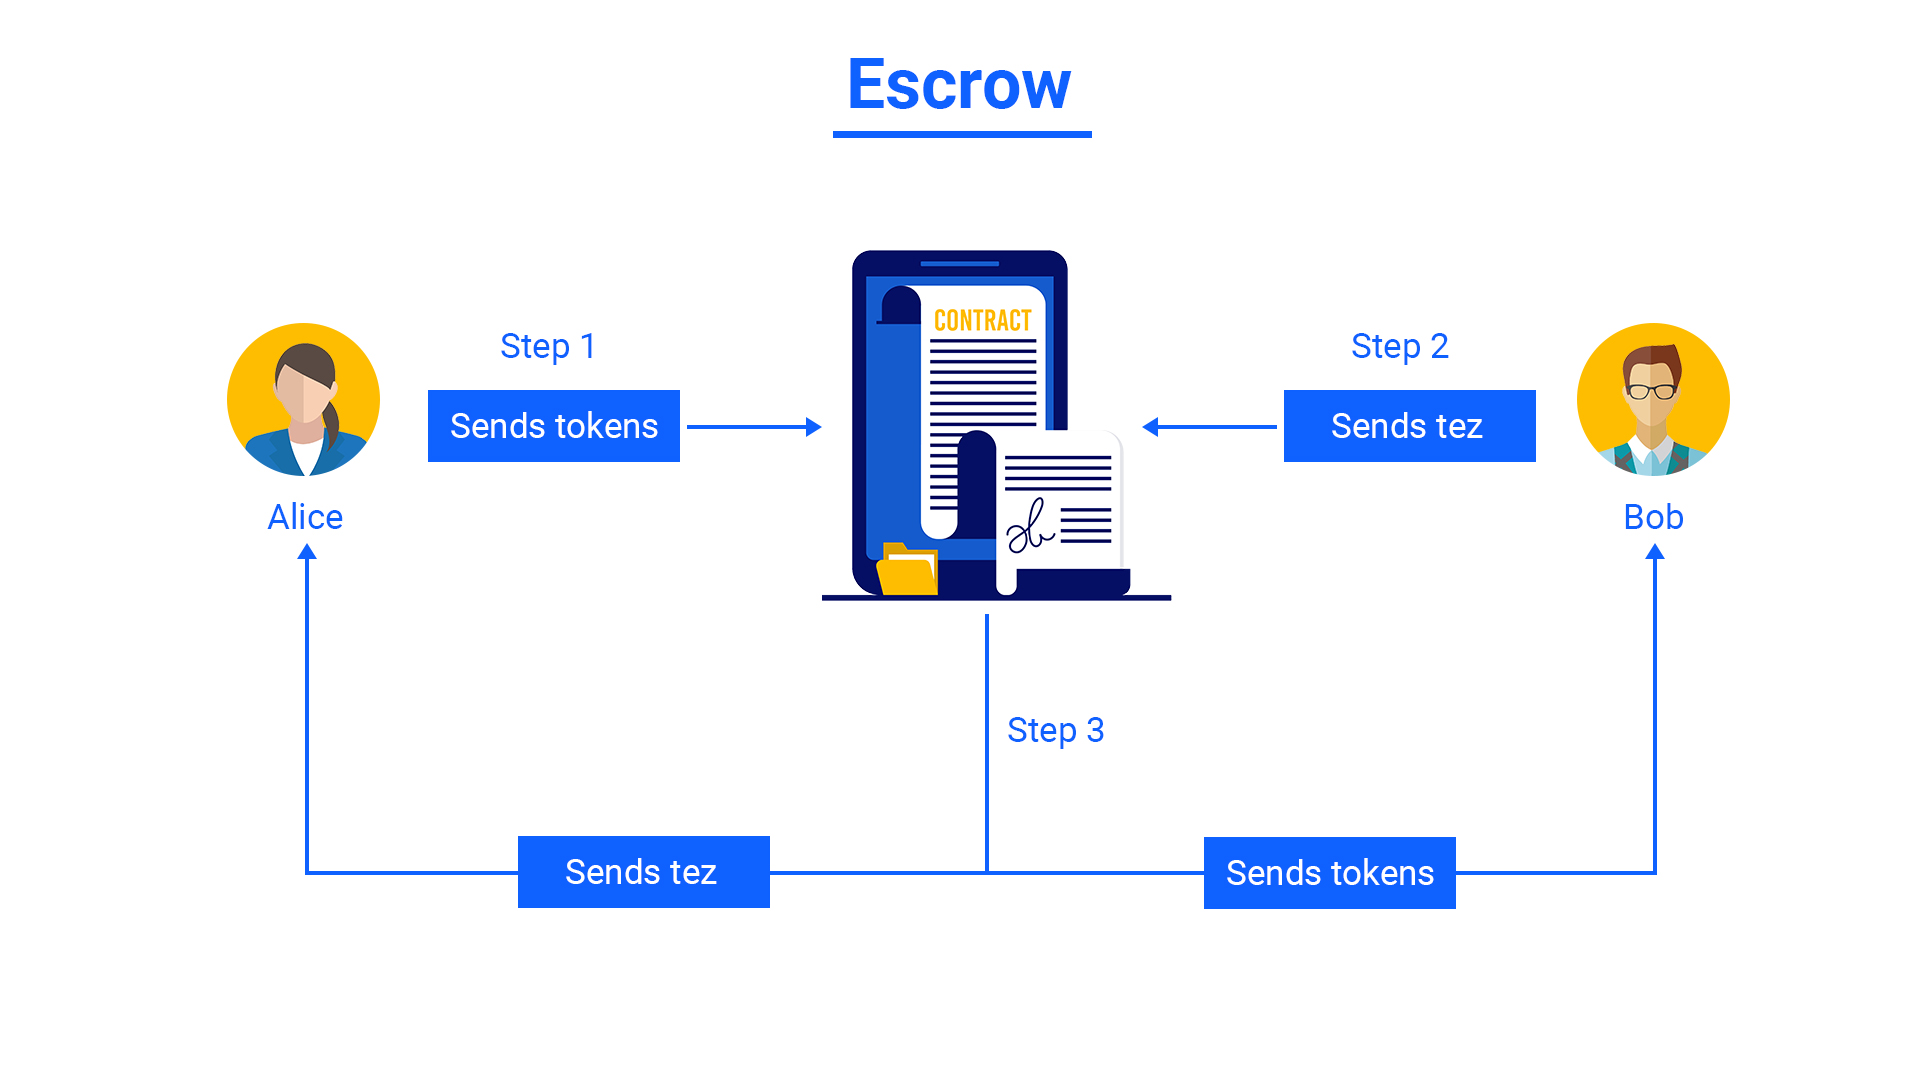 Escrow
CONTRACT
Step 1
Step 2
Sends tokens
Sends tez
Alice
Bob
Step 3
Sends tez
Sends tokens